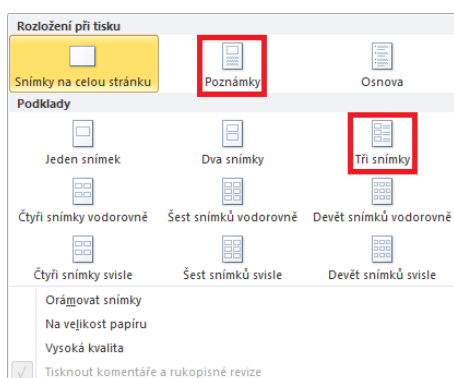 Rozložení při tisku
Snímky na celou stránku Poznámky Osnova
Podklady
Jeden snímek Dva snímky Tři snímky
Čtyři snímky vodorovně Šest snímků vodorovně Devět snímků vodorovně
Čtyři snímky svisle Šest snímků svisle Devět snímků svisle
Orámovat snímky
Na velikost papíru
Vysoká kvalita
Tisknout komentáře a rukopisné revize